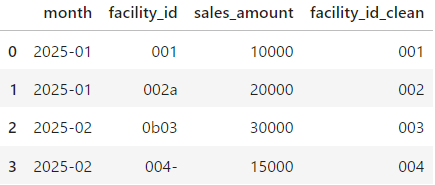 month facility_id sales_amount facility_id_clean
0 2025-01 001 10000 001
1 2025-01 002a 20000 002
2 2025-02 0b03 30000 003
3 2025-02 004- 15000 004